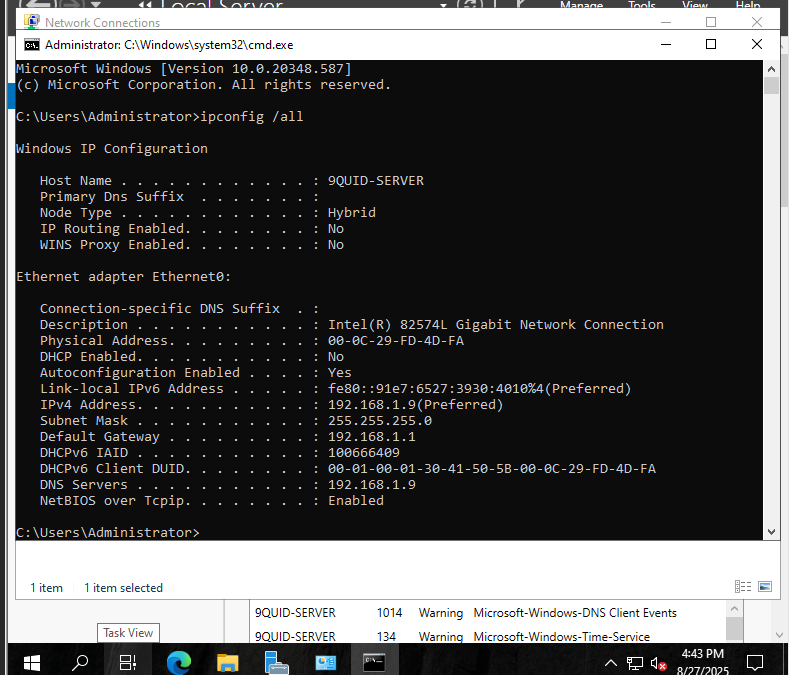 Local Server
Manage Tools View Help
Network Connections
Administrator: C:\Windows\system32\cmd.exe
Microsoft Windows [Version 10.0.20348.587]
(c) Microsoft Corporation. All rights reserved.
C:\Users\Administrator>ipconfig /all
Windows IP Configuration
Host Name . . . . . . . . . . . . : 9QUID-SERVER
Primary Dns Suffix  . . . . . . . :
Node Type . . . . . . . . . . . . : Hybrid
IP Routing Enabled. . . . . . . . : No
WINS Proxy Enabled. . . . . . . . : No
Ethernet adapter Ethernet0:
Connection-specific DNS Suffix  . :
Description . . . . . . . . . . . : Intel(R) 82574L Gigabit Network Connection
Physical Address. . . . . . . . . : 00-0C-29-FD-4D-FA
DHCP Enabled. . . . . . . . . . . : No
Autoconfiguration Enabled . . . . : Yes
Link-local IPv6 Address . . . . . : fe80::91e7:6527:3930:4010%4(Preferred)
IPv4 Address. . . . . . . . . . . : 192.168.1.9(Preferred)
Subnet Mask . . . . . . . . . . . : 255.255.255.0
Default Gateway . . . . . . . . . : 192.168.1.1
DHCPv6 IAID . . . . . . . . . . . : 100666409
DHCPv6 Client DUID. . . . . . . . : 00-01-00-01-30-41-50-5B-00-0C-29-FD-4D-FA
DNS Servers . . . . . . . . . . . : 192.168.1.9
NetBIOS over Tcpip. . . . . . . . : Enabled
C:\Users\Administrator>
1 item 1 item selected
9QUID-SERVER 1014 Warning Microsoft-Windows-DNS Client Events
9QUID-SERVER 134 Warning Microsoft-Windows-Time-Service
Task View
4:43 PM
8/27/2025